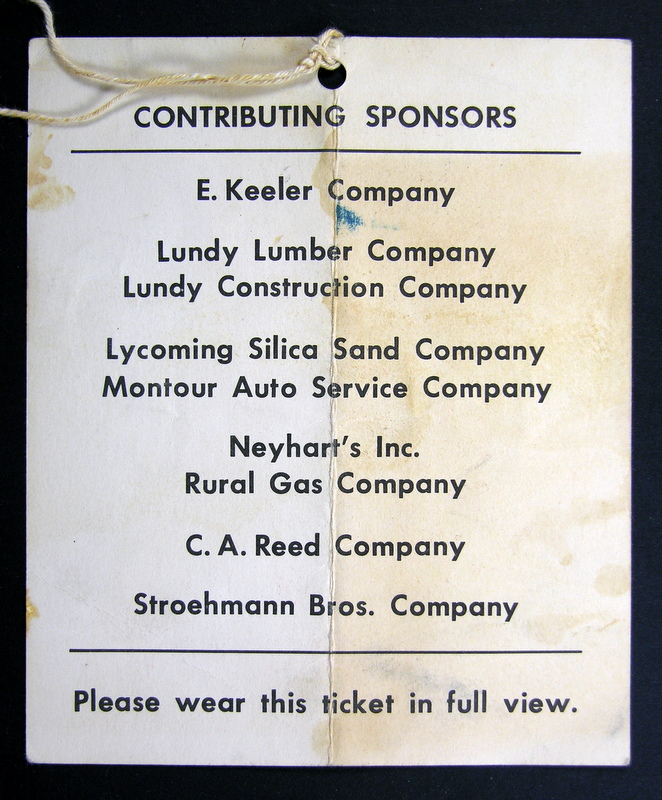 CONTRIBUTING SPONSORS
E. Keeler Company
Lundy Lumber Company
Lundy Construction Company
Lycoming Silica Sand Company
Montour Auto Service Company
Neyhart's Inc.
Rural Gas Company
C. A. Reed Company
Stroehmann Bros. Company
Please wear this ticket in full view.